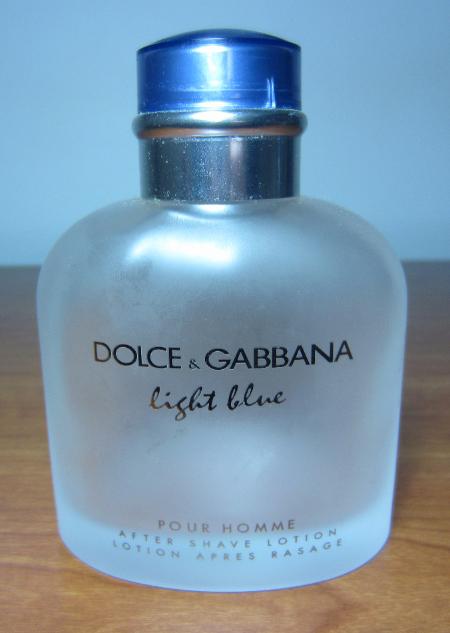 DOLCE & GABBANA
light blue
POUR HOMME
AFTER SHAVE LOTION
LOTION APRES RASAGE